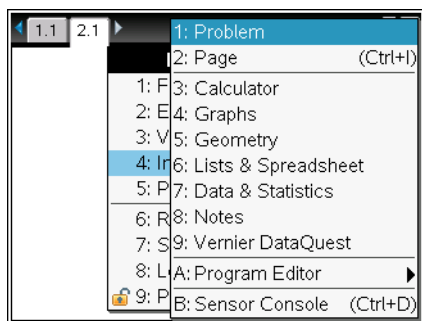 1.1 2.1
1: Problem
2: Page (Ctrl+I)
3: Calculator
4: Graphs
5: Geometry
6: Lists & Spreadsheet
7: Data & Statistics
8: Notes
9: Vernier DataQuest
A: Program Editor
B: Sensor Console (Ctrl+D)
1: F
2: E
3: V
4: In
5: P
6: R
7: S
8: Lo
9: P